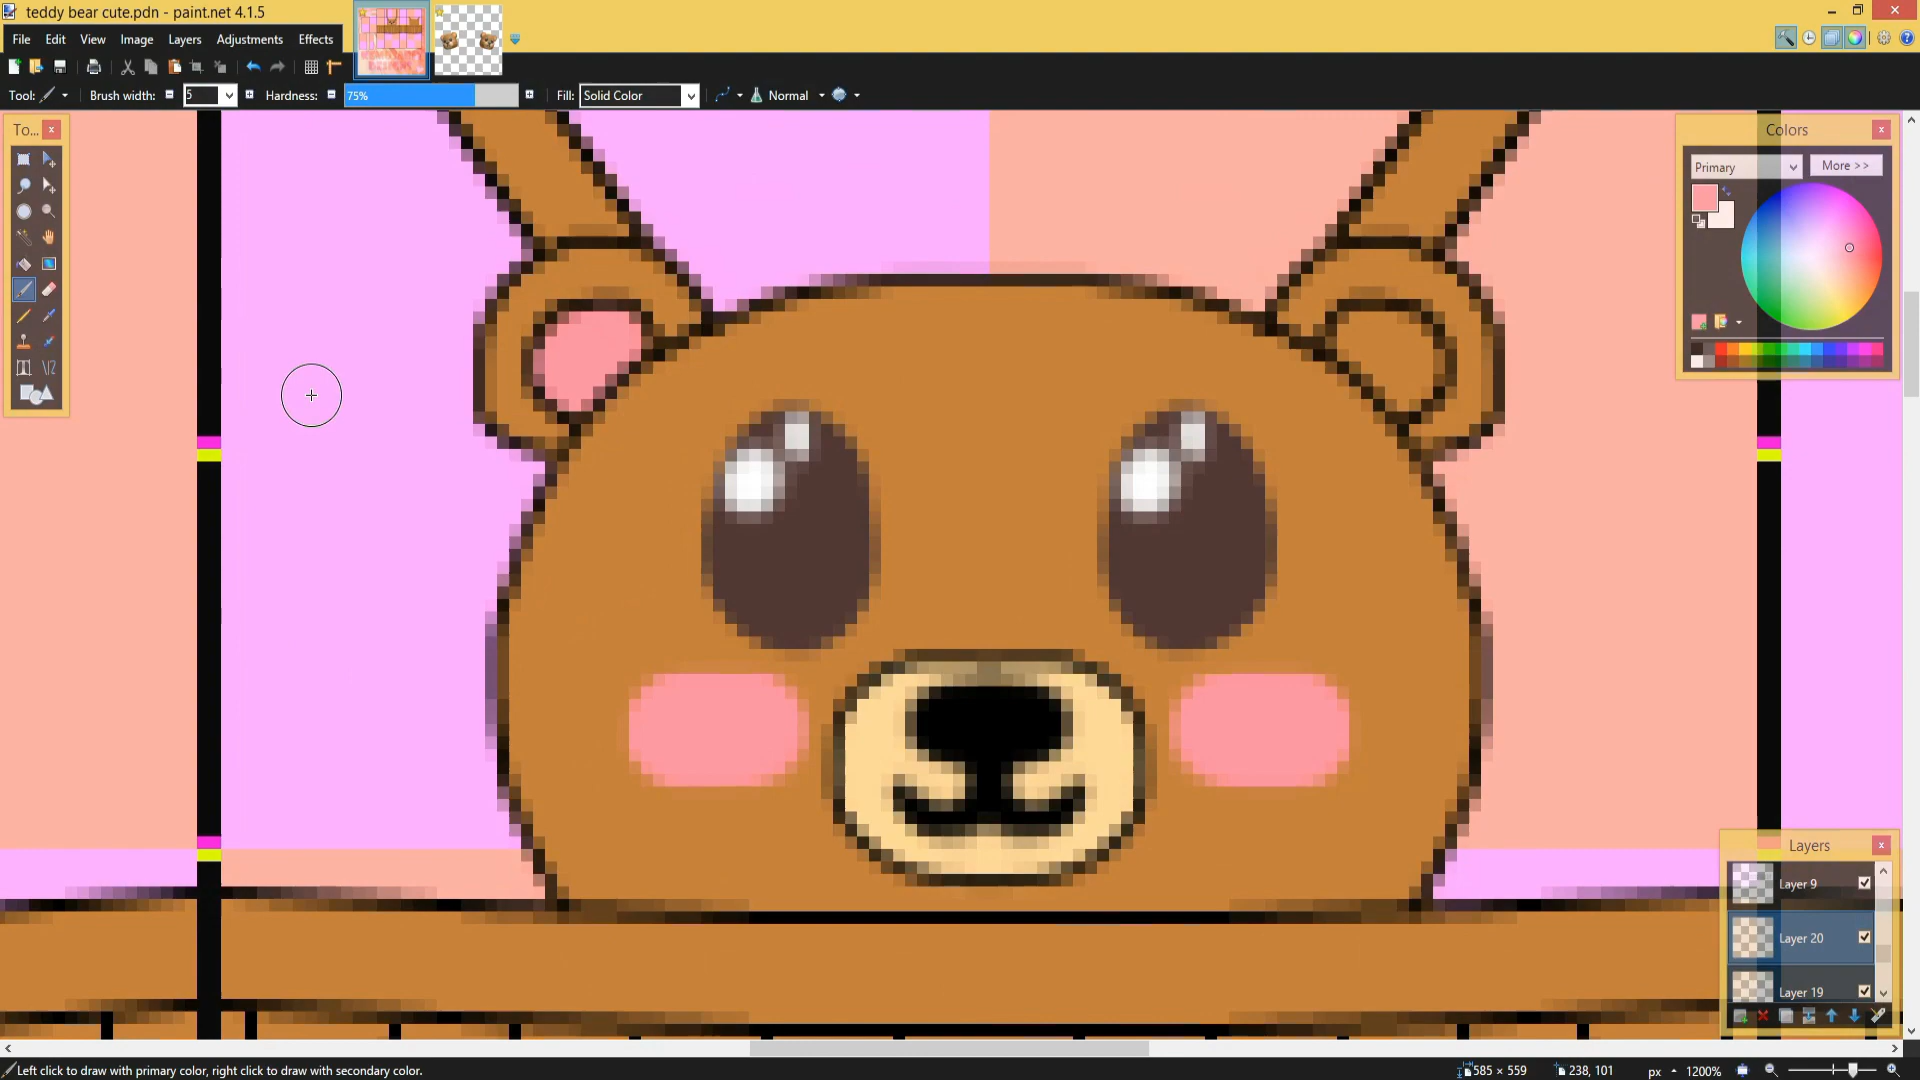 teddy bear cute.pdn - paint.net 4.1.5
File Edit View Image Layers Adjustments Effects
Tool: Brush width: 5 Hardness: 75% Fill: Solid Color Normal
To...
Colors
Primary More >>
Layers
Layer 9
Layer 20
Layer 19
Left click to draw with primary color, right click to draw with secondary color. 585 × 559 238, 101 px 1200%